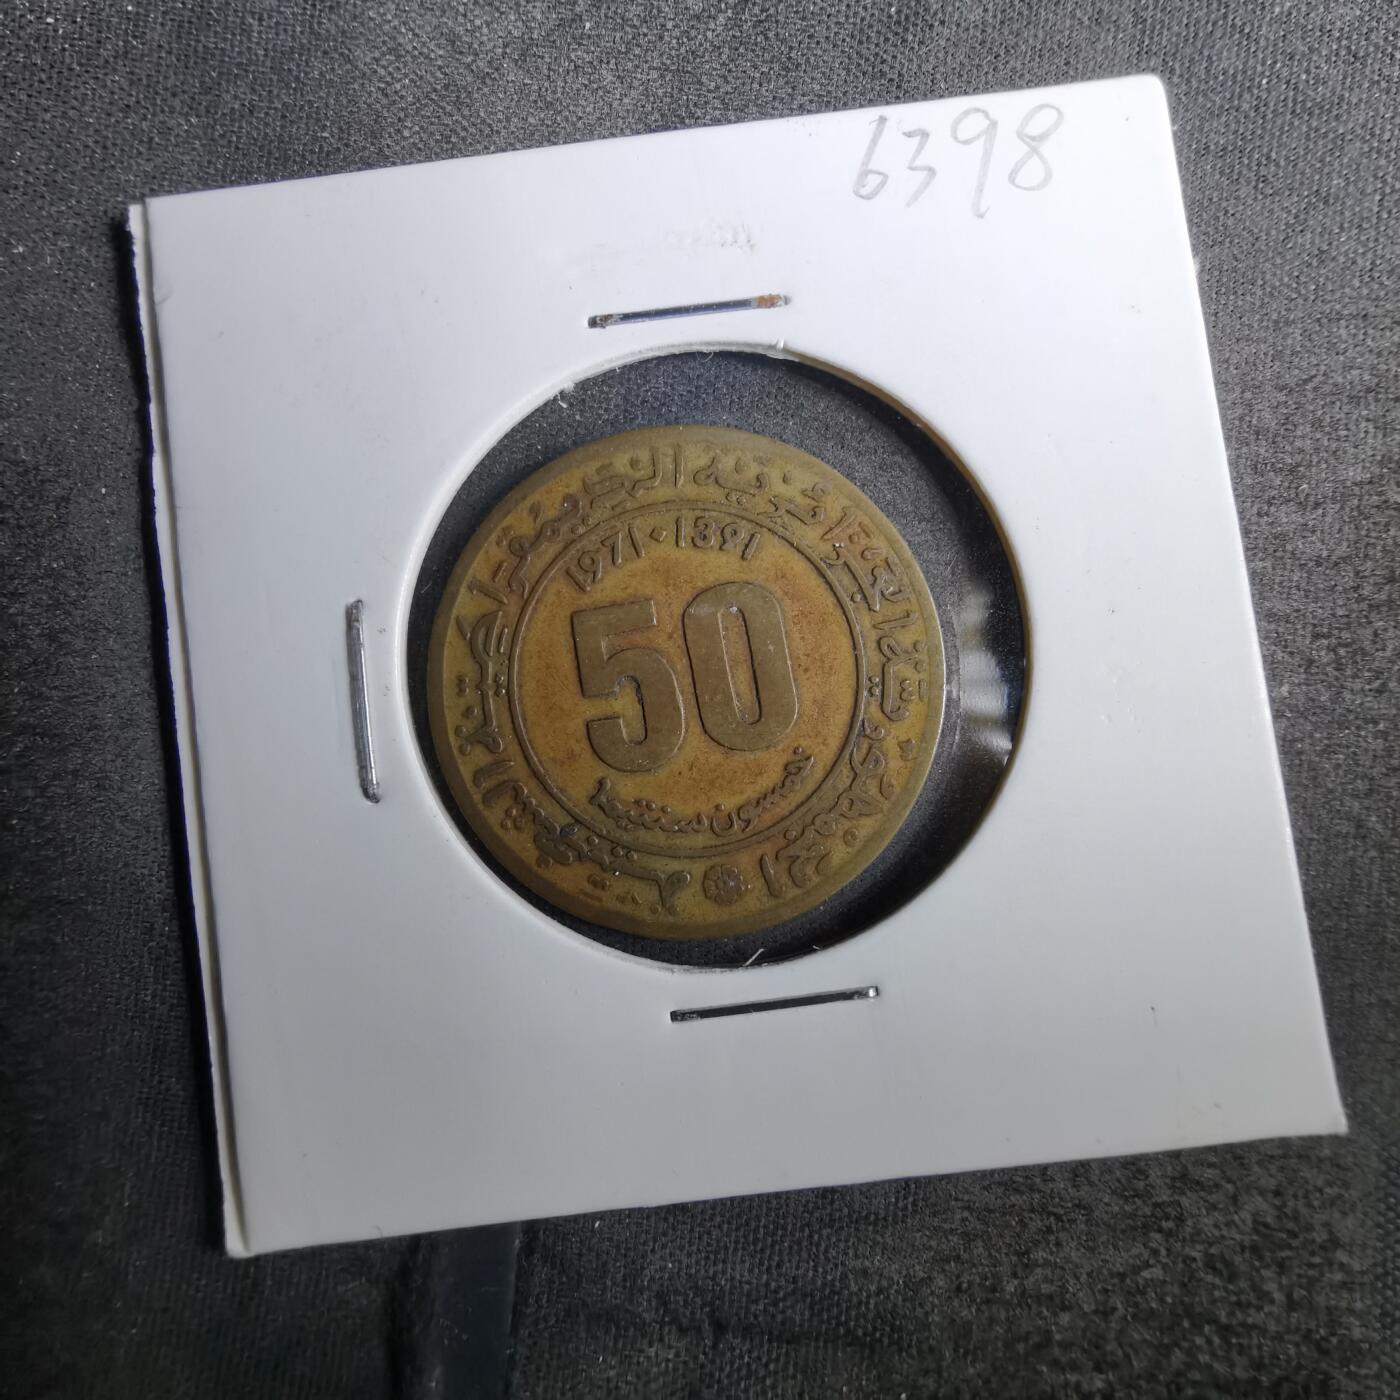 6398
الجمهورية الجزائرية الديمقراطية الشعبية
1971·1391
50
خمسون سنتيما